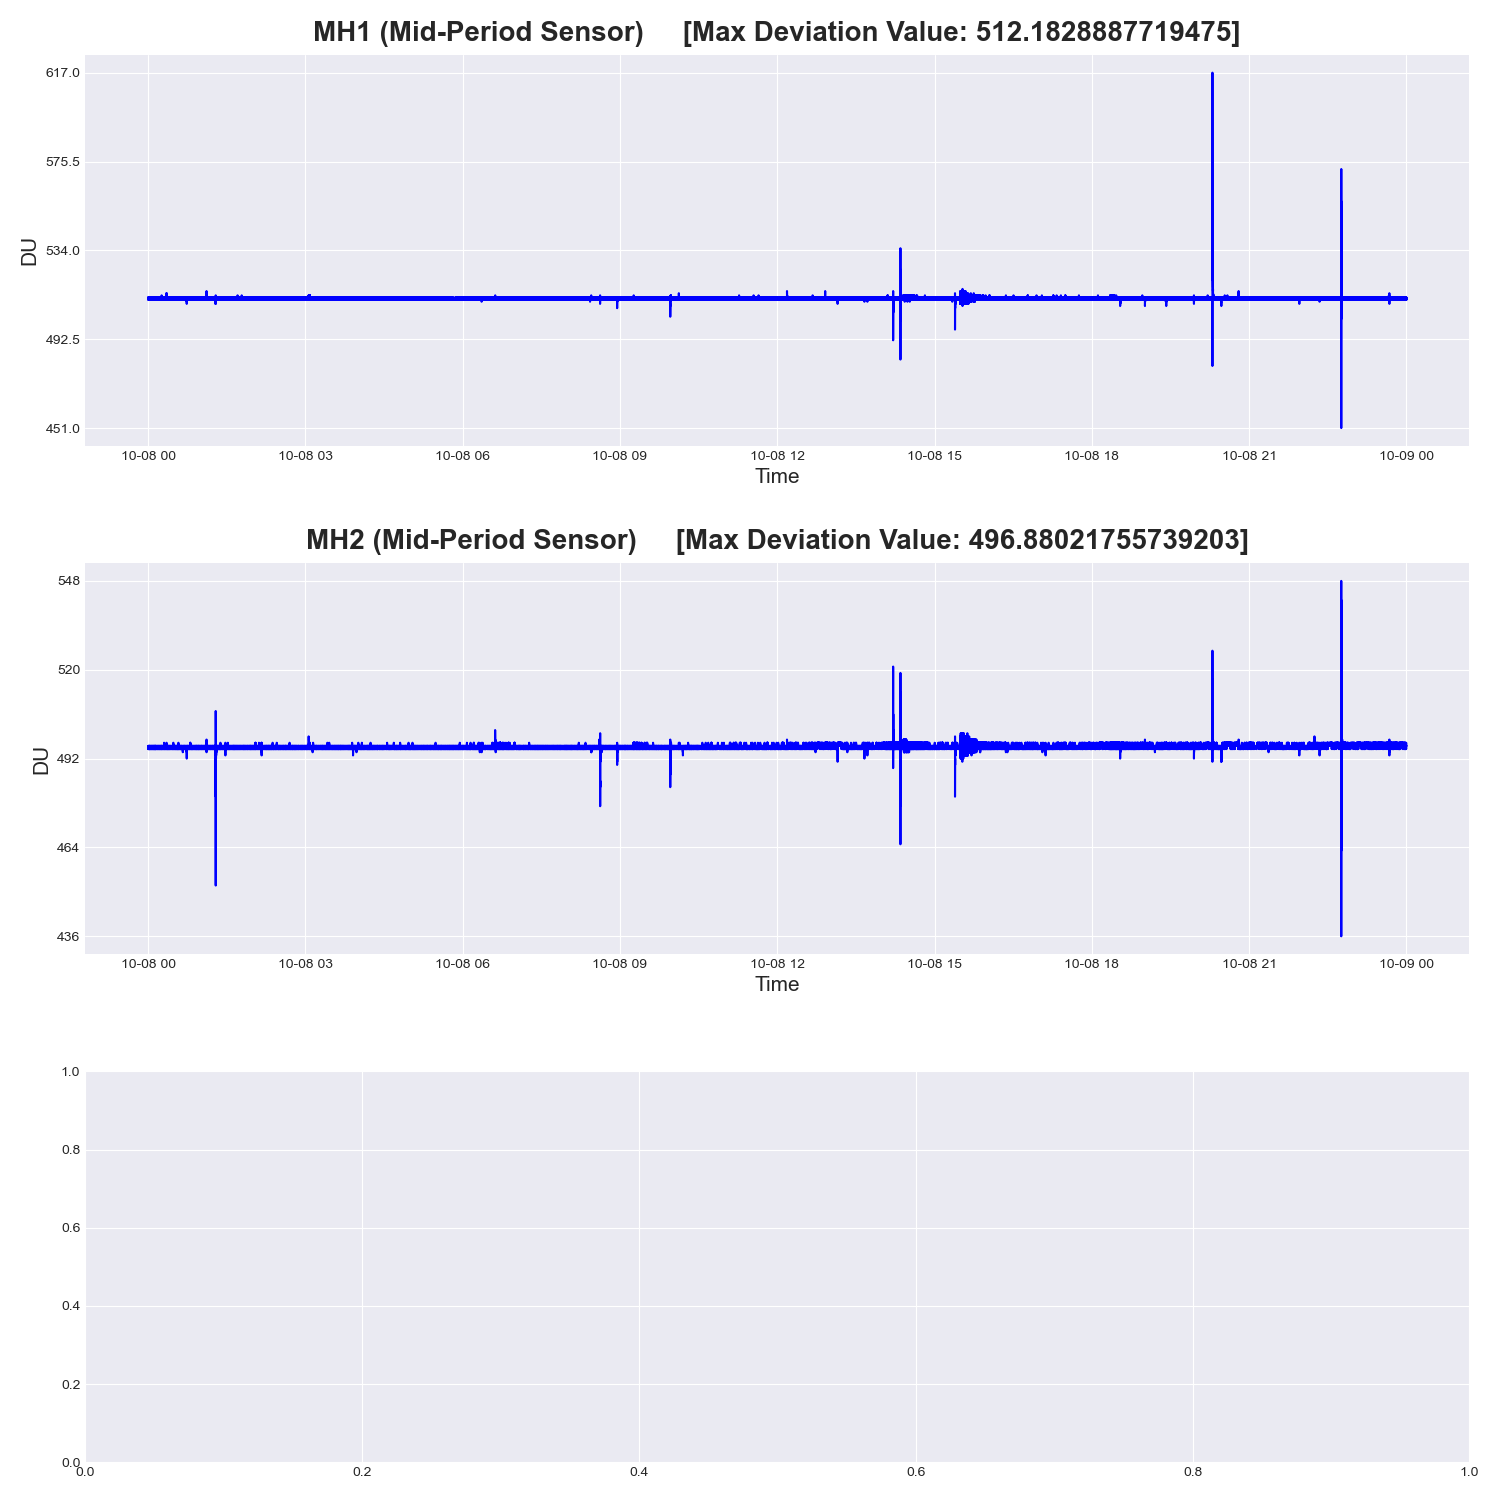 MH1 (Mid-Period Sensor) [Max Deviation Value: 512.1828887719475]
617.0
575.5
534.0
492.5
451.0
DU
10-08 00 10-08 03 10-08 06 10-08 09 10-08 12 10-08 15 10-08 18 10-08 21 10-09 00
Time
MH2 (Mid-Period Sensor) [Max Deviation Value: 496.88021755739203]
548
520
492
464
436
DU
10-08 00 10-08 03 10-08 06 10-08 09 10-08 12 10-08 15 10-08 18 10-08 21 10-09 00
Time
1.0
0.8
0.6
0.4
0.2
0.0
0.0 0.2 0.4 0.6 0.8 1.0